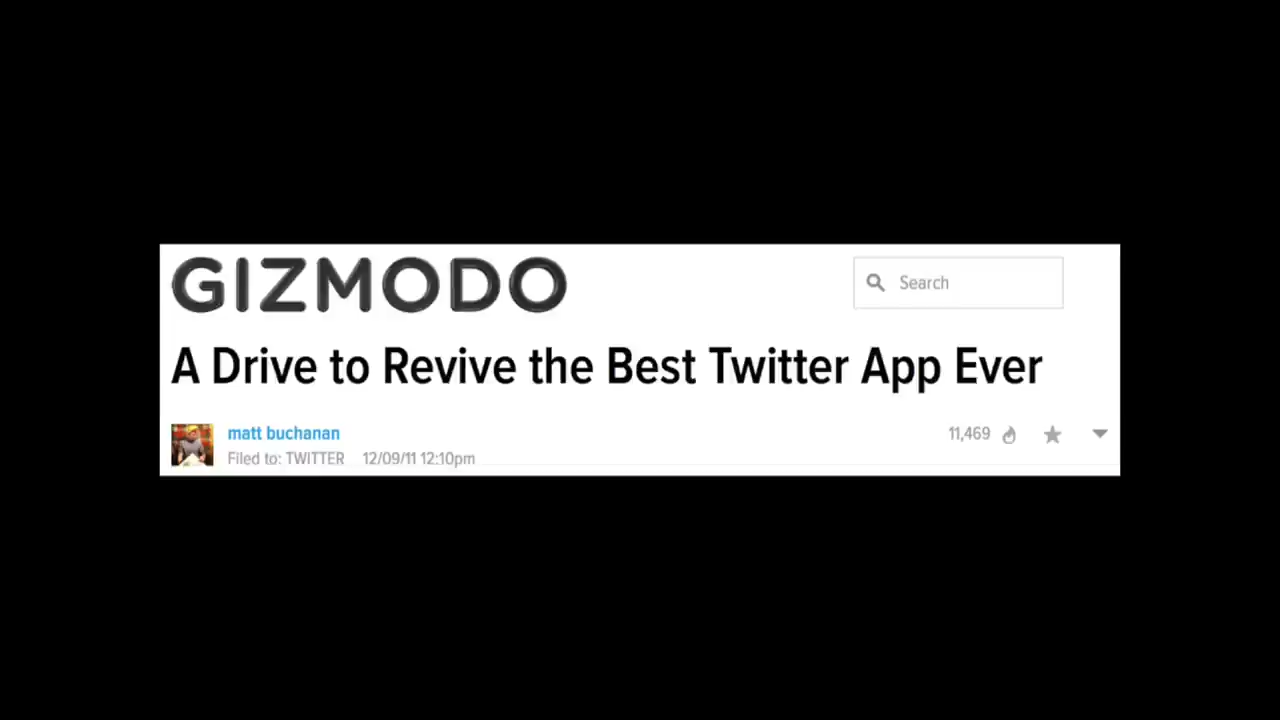 GIZMODO
Search
A Drive to Revive the Best Twitter App Ever
matt buchanan
11,469
Filed to: TWITTER 12/09/11 12:10pm